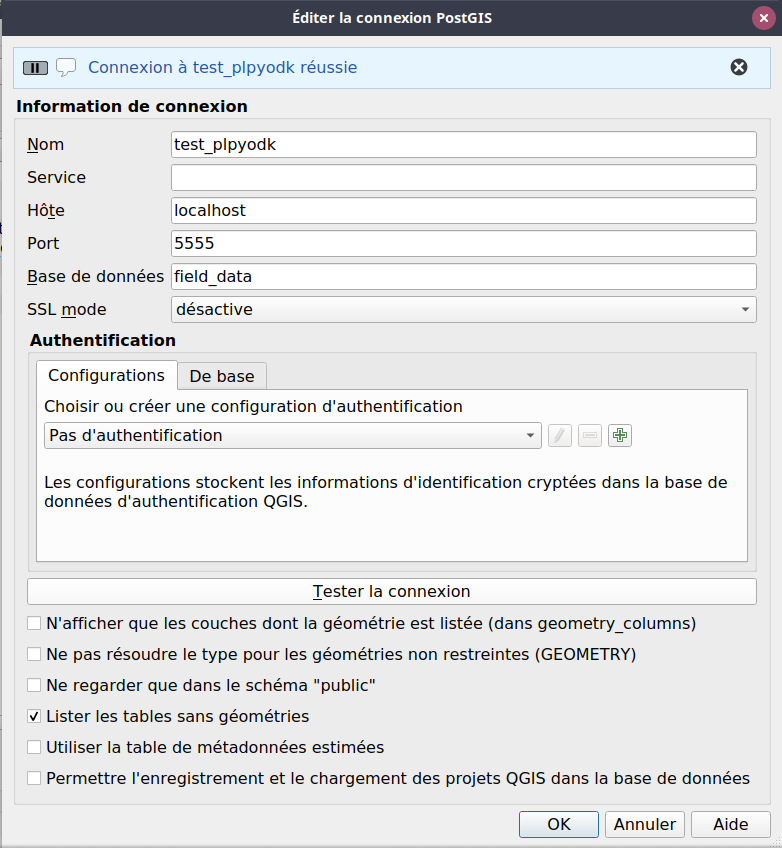 Éditer la connexion PostGIS
Connexion à test_plpyodk réussie
Information de connexion
Nom test_plpyodk
Service
Hôte localhost
Port 5555
Base de données field_data
SSL mode désactive
Authentification
Configurations De base
Choisir ou créer une configuration d'authentification
Pas d'authentification
Les configurations stockent les informations d'identification cryptées dans la base de
données d'authentification QGIS.
Tester la connexion
N'afficher que les couches dont la géométrie est listée (dans geometry_columns)
Ne pas résoudre le type pour les géométries non restreintes (GEOMETRY)
Ne regarder que dans le schéma "public"
Lister les tables sans géométries
Utiliser la table de métadonnées estimées
Permettre l'enregistrement et le chargement des projets QGIS dans la base de données
OK Annuler Aide